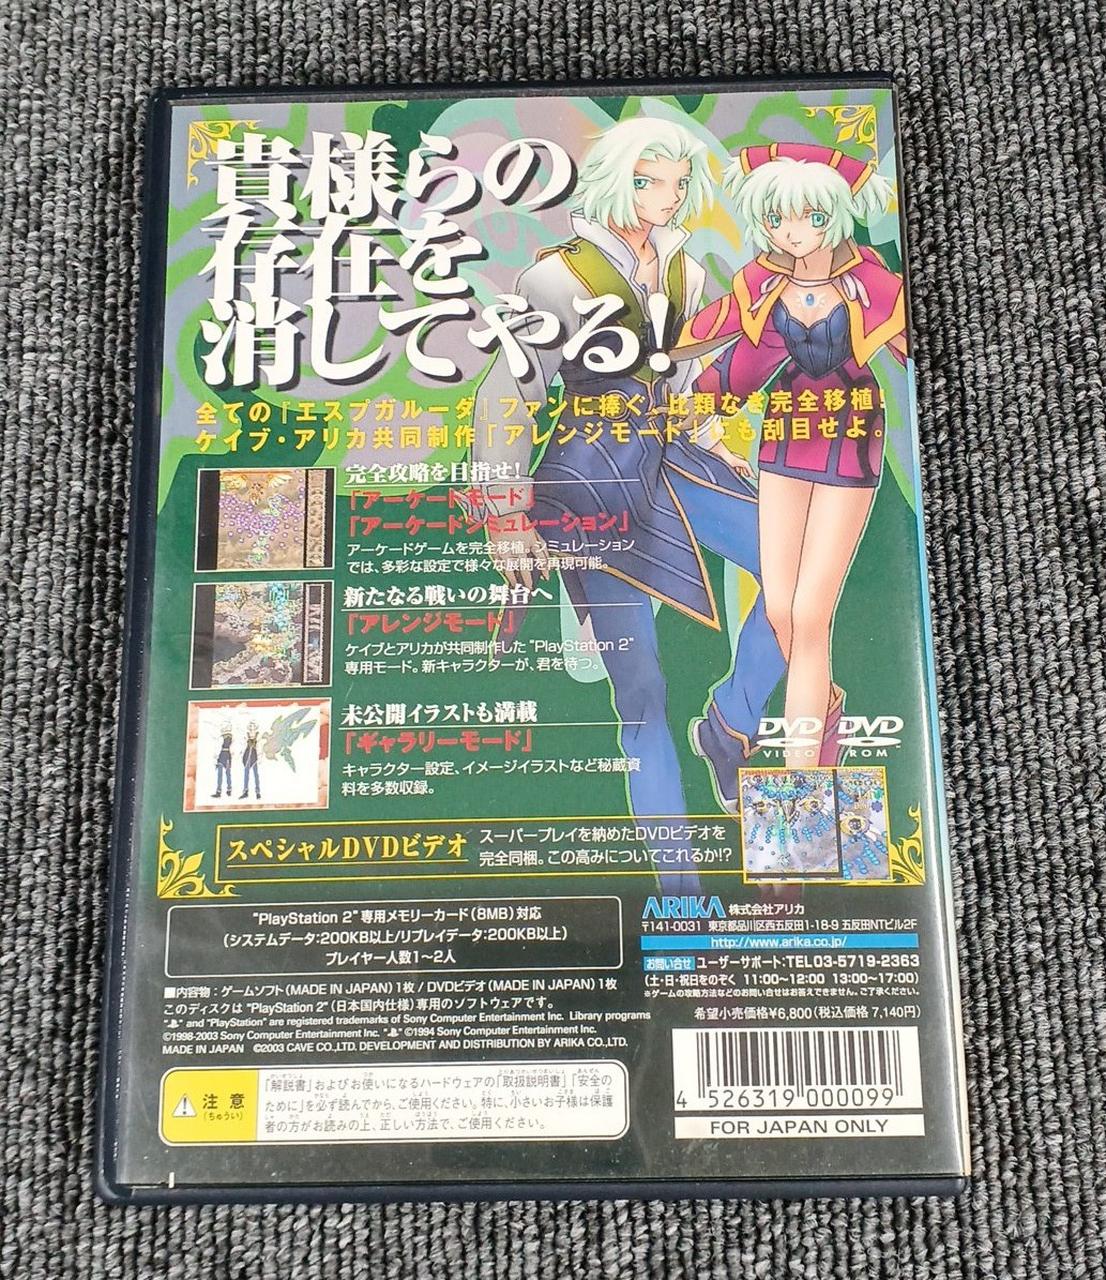 貴様らの
存在を
消してやる!
全ての『エスプガルーダ』ファンに捧ぐ、比類なき完全移植!
ケイブ・アリカ共同制作「アレンジモード」にも刮目せよ。
完全攻略を目指せ!
「アーケードモード」
「アーケードシミュレーション」
アーケードゲームを完全移植。シミュレーション
では、多彩な設定で様々な展開を再現可能。
新たなる戦いの舞台へ
「アレンジモード」
ケイブとアリカが共同制作した "PlayStation 2"
専用モード。新キャラクターが、君を待つ。
未公開イラストも満載
「ギャラリーモード」
キャラクター設定、イメージイラストなど秘蔵資
料を多数収録。
DVD VIDEO
DVD ROM
スペシャルDVDビデオ
スーパープレイを納めたDVDビデオを
完全同梱。この高みについてこれるか!?
"PlayStation 2" 専用メモリーカード(8MB)対応
(システムデータ:200KB以上/リプレイデータ:200KB以上)
プレイヤー人数1〜2人
■内容物:ゲームソフト(MADE IN JAPAN)1枚 / DVDビデオ(MADE IN JAPAN)1枚
このディスクは "PlayStation 2"(日本国内仕様)専用のソフトウェアです。
" " and "PlayStation" are registered trademarks of Sony Computer Entertainment Inc. Library programs
©1998-2003 Sony Computer Entertainment Inc. " " ©1994 Sony Computer Entertainment Inc.
MADE IN JAPAN ©2003 CAVE CO.,LTD. DEVELOPMENT AND DISTRIBUTION BY ARIKA CO.,LTD.
ARIKA 株式会社アリカ
〒141-0031 東京都品川区西五反田1-18-9 五反田NTビル2F
http://www.arika.co.jp/
お問い合せ ユーザーサポート:TEL03-5719-2363
(土・日・祝日をのぞく 11:00〜12:00 13:00〜17:00)
※ゲームの攻略方法などのお問い合せはお答えできません。ご了承ください。
希望小売価格¥6,800(税込価格 7,140円)
4 526319 000099
FOR JAPAN ONLY
注意
(ちゅうい)
「解説書」およびお使いになるハードウェアの「取扱説明書」「安全の
ために」を必ず読んでから、ご使用ください。特に、小さいお子様は保護
者の方がお読みの上、正しい方法で、ご使用ください。